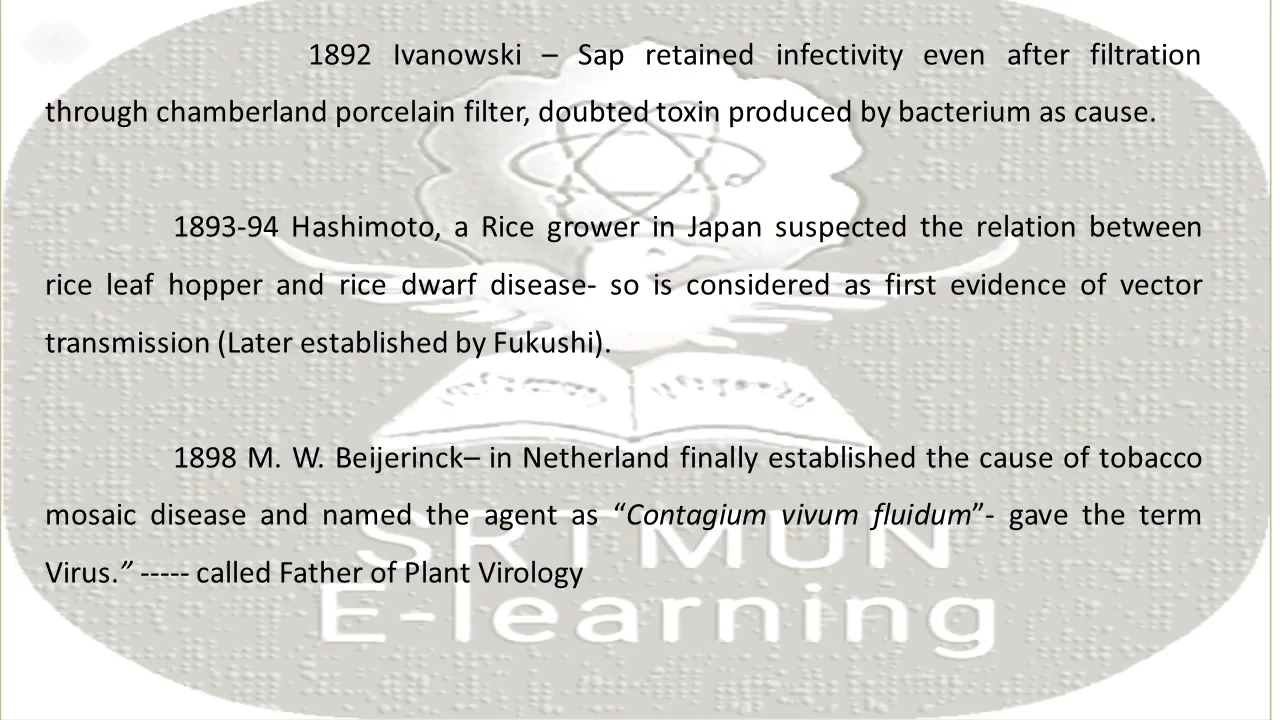 1892 Ivanowski – Sap retained infectivity even after filtration
through chamberland porcelain filter, doubted toxin produced by bacterium as cause.
1893-94 Hashimoto, a Rice grower in Japan suspected the relation between
rice leaf hopper and rice dwarf disease- so is considered as first evidence of vector
transmission (Later established by Fukushi).
1898 M. W. Beijerinck– in Netherland finally established the cause of tobacco
mosaic disease and named the agent as “Contagium vivum fluidum”- gave the term
Virus.” ----- called Father of Plant Virology
SRTMUN
E-learning